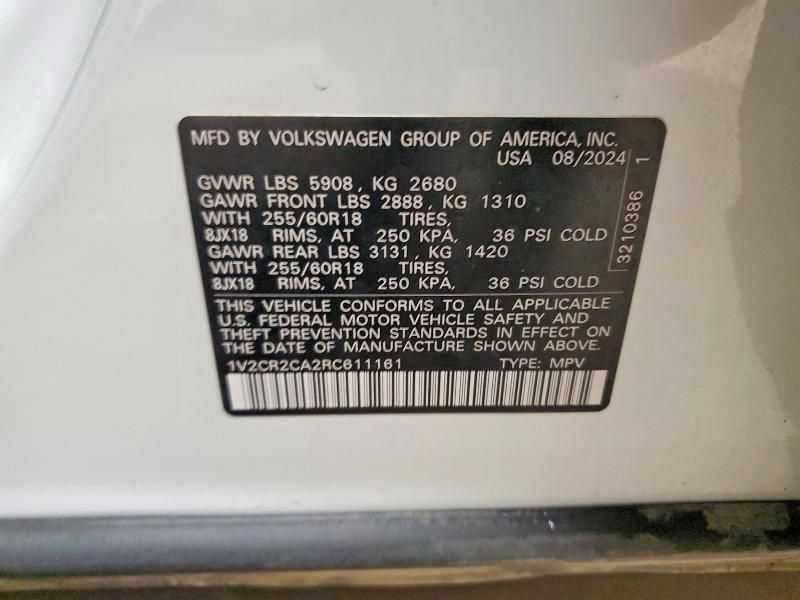 MFD BY VOLKSWAGEN GROUP OF AMERICA, INC.
USA 08/2024
GVWR LBS 5908, KG 2680
GAWR FRONT LBS 2888, KG 1310
WITH 255/60R18 TIRES,
8JX18 RIMS, AT 250 KPA, 36 PSI COLD
GAWR REAR LBS 3131, KG 1420
WITH 255/60R18 TIRES,
8JX18 RIMS, AT 250 KPA, 36 PSI COLD
THIS VEHICLE CONFORMS TO ALL APPLICABLE
U.S. FEDERAL MOTOR VEHICLE SAFETY AND
THEFT PREVENTION STANDARDS IN EFFECT ON
THE DATE OF MANUFACTURE SHOWN ABOVE.
1V2CR2CA2RC611161 TYPE: MPV
3210386 1